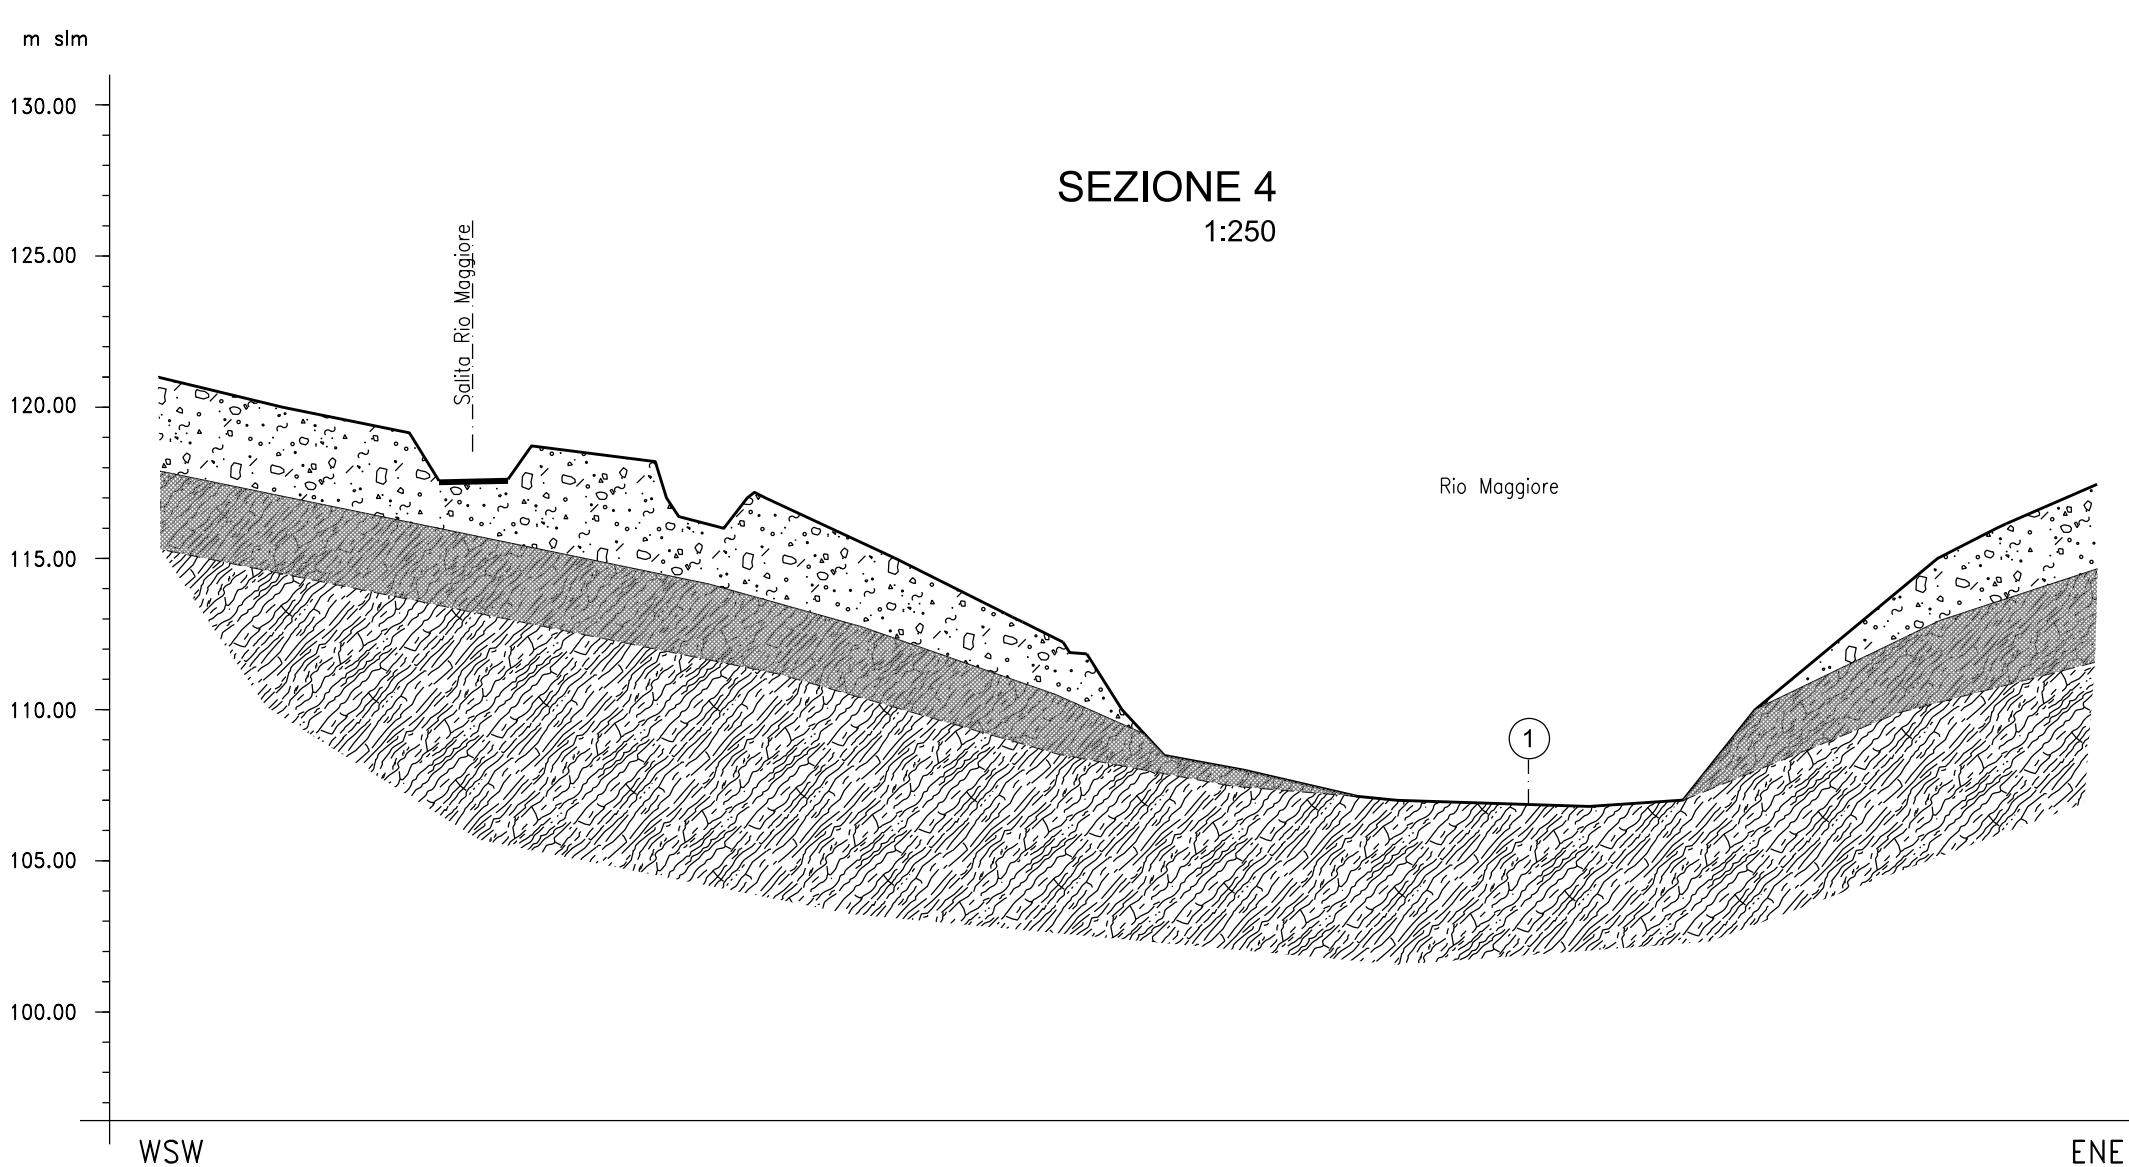 m slm
130.00
SEZIONE 4
1:250
125.00
Salita Rio Maggiore
120.00
Rio Maggiore
115.00
110.00
1
105.00
100.00
WSW
ENE